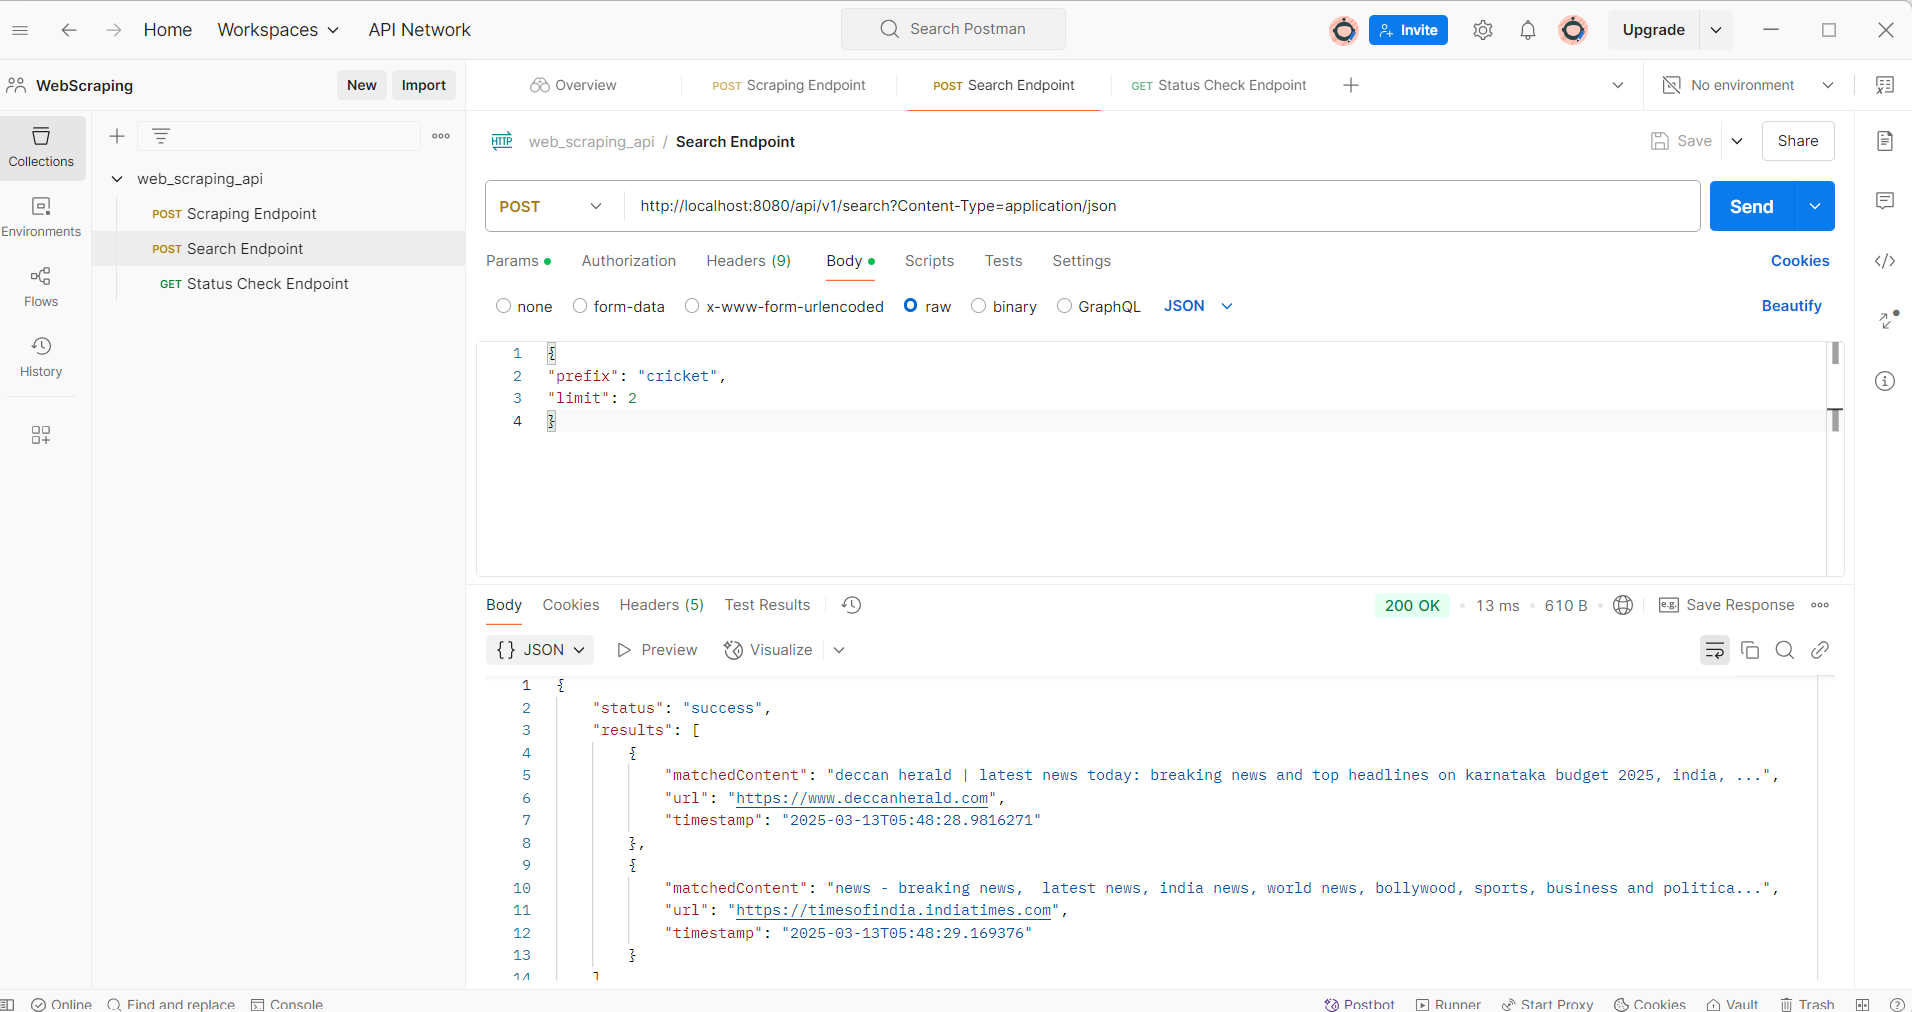 Home Workspaces API Network Search Postman Invite Upgrade
WebScraping New Import Overview POST Scraping Endpoint POST Search Endpoint GET Status Check Endpoint No environment
Collections
Environments
Flows
History
web_scraping_api
POST Scraping Endpoint
POST Search Endpoint
GET Status Check Endpoint
HTTP web_scraping_api / Search Endpoint Save Share
POST http://localhost:8080/api/v1/search?Content-Type=application/json Send
Params Authorization Headers (9) Body Scripts Tests Settings Cookies
none form-data x-www-form-urlencoded raw binary GraphQL JSON Beautify
1 {
2 "prefix": "cricket",
3 "limit": 2
4 }
Body Cookies Headers (5) Test Results 200 OK 13 ms 610 B e.g. Save Response
{} JSON Preview Visualize
1 {
2 "status": "success",
3 "results": [
4 {
5 "matchedContent": "deccan herald | latest news today: breaking news and top headlines on karnataka budget 2025, india, ...",
6 "url": "https://www.deccanherald.com",
7 "timestamp": "2025-03-13T05:48:28.9816271"
8 },
9 {
10 "matchedContent": "news - breaking news,  latest news, india news, world news, bollywood, sports, business and politica...",
11 "url": "https://timesofindia.indiatimes.com",
12 "timestamp": "2025-03-13T05:48:29.169376"
13 }
14 ]
Online Find and replace Console Postbot Runner Start Proxy Cookies Vault Trash